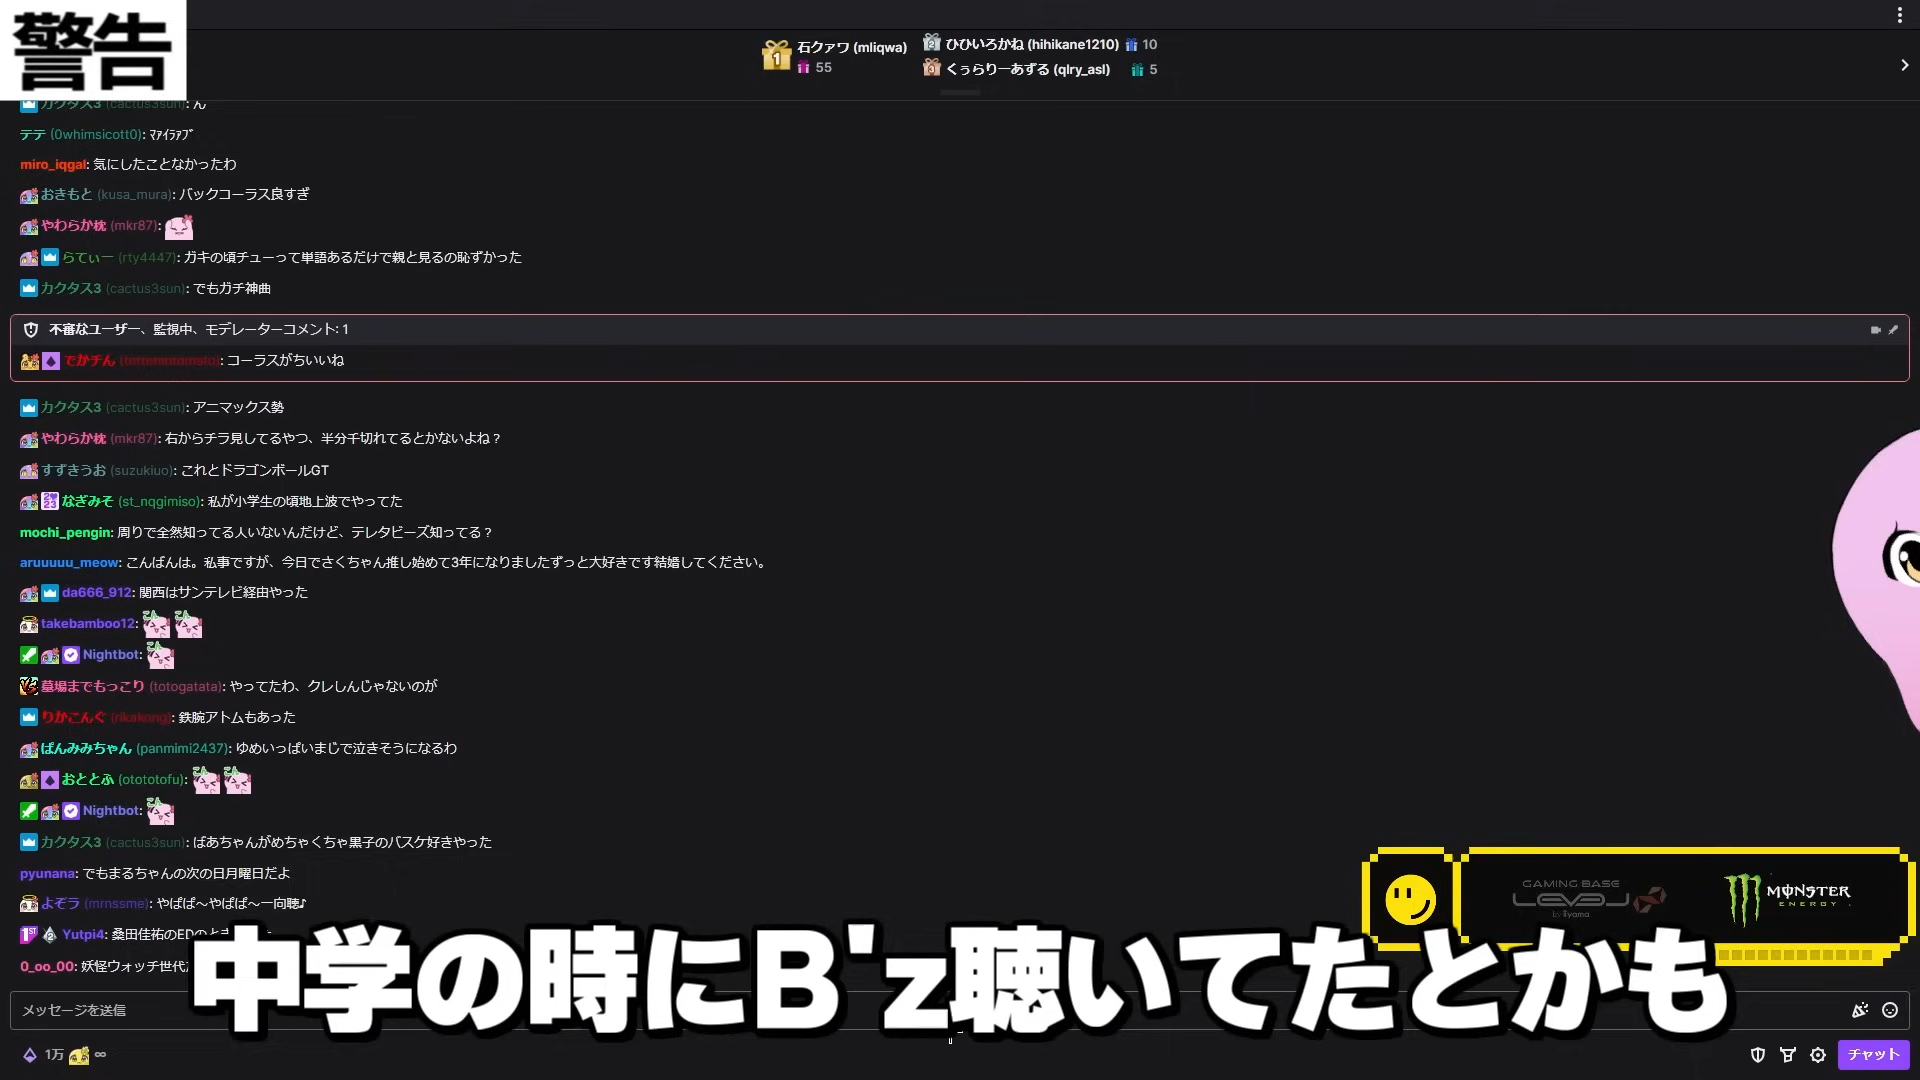 警告
石クァワ (mliqwa)
55
ひひいろかね (hihikane1210) 10
くぅらりーあずる (qlry_asl) 5
カクタス3 (cactus3sun): ん
テテ (0whimsicott0): ﾏｧｲﾗｧﾌﾞ
miro_iqgal: 気にしたことなかったわ
おきもと (kusa_mura): バックコーラス良すぎ
やわらか枕 (mkr87):
らてぃー (rty4447): ガキの頃チューって単語あるだけで親と見るの恥ずかった
カクタス3 (cactus3sun): でもガチ神曲
不審なユーザー、監視中、モデレーターコメント: 1
でかチん: コーラスがちいいね
カクタス3 (cactus3sun): アニマックス勢
やわらか枕 (mkr87): 右からチラ見してるやつ、半分千切れてるとかないよね？
すずきうお (suzukiuo): これとドラゴンボールGT
なぎみそ (st_nqgimiso): 私が小学生の頃地上波でやってた
mochi_pengin: 周りで全然知ってる人いないんだけど、テレタビーズ知ってる？
aruuuuu_meow: こんばんは。私事ですが、今日でさくちゃん推し始めて3年になりましたずっと大好きです結婚してください。
da666_912: 関西はサンテレビ経由やった
takebamboo12:
Nightbot:
墓場までもっこり (totogatata): やってたわ、クレしんじゃないのが
りかこんぐ (rikakong): 鉄腕アトムもあった
ぱんみみちゃん (panmimi2437): ゆめいっぱいまじで泣きそうになるわ
おととふ (otototofu):
Nightbot:
カクタス3 (cactus3sun): ばあちゃんがめちゃくちゃ黒子のバスケ好きやった
pyunana: でもまるちゃんの次の日月曜日だよ
よぞラ (mrnssme): やぱぱ〜やぱぱ〜一向聴♪
Yutpi4: 桑田佳祐のEDのと
0_oo_00: 妖怪ウォッチ世代
GAMING BASE
LEVEL∪
by iiyama
MONSTER
ENERGY
中学の時にB'z聴いてたとかも
メッセージを送信
1万 ∞
チャット